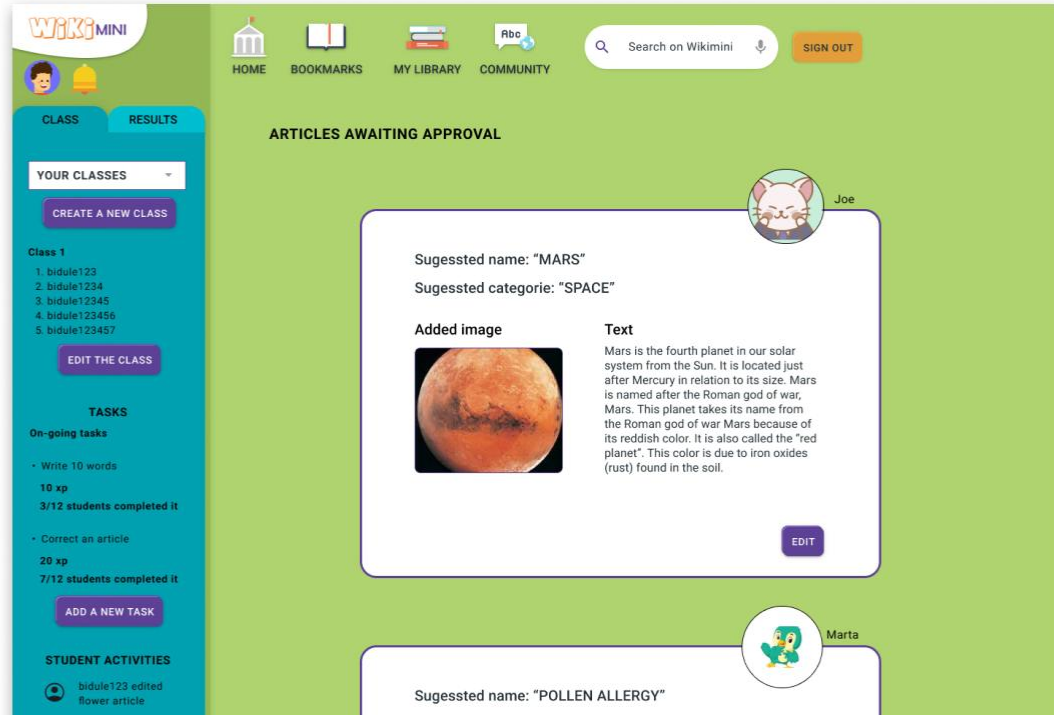 WiKiMINI
HOME
BOOKMARKS
MY LIBRARY
Abc
COMMUNITY
Search on Wikimini
SIGN OUT
CLASS
RESULTS
YOUR CLASSES
CREATE A NEW CLASS
Class 1
1. bidule123
2. bidule1234
3. bidule12345
4. bidule123456
5. bidule123457
EDIT THE CLASS
TASKS
On-going tasks
• Write 10 words
10 xp
3/12 students completed it
• Correct an article
20 xp
7/12 students completed it
ADD A NEW TASK
STUDENT ACTIVITIES
bidule123 edited
flower article
ARTICLES AWAITING APPROVAL
Joe
Sugessted name: “MARS”
Sugessted categorie: “SPACE”
Added image
Text
Mars is the fourth planet in our solar
system from the Sun. It is located just
after Mercury in relation to its size. Mars
is named after the Roman god of war,
Mars. This planet takes its name from
the Roman god of war Mars because of
its reddish color. It is also called the “red
planet”. This color is due to iron oxides
(rust) found in the soil.
EDIT
Marta
Sugessted name: “POLLEN ALLERGY”